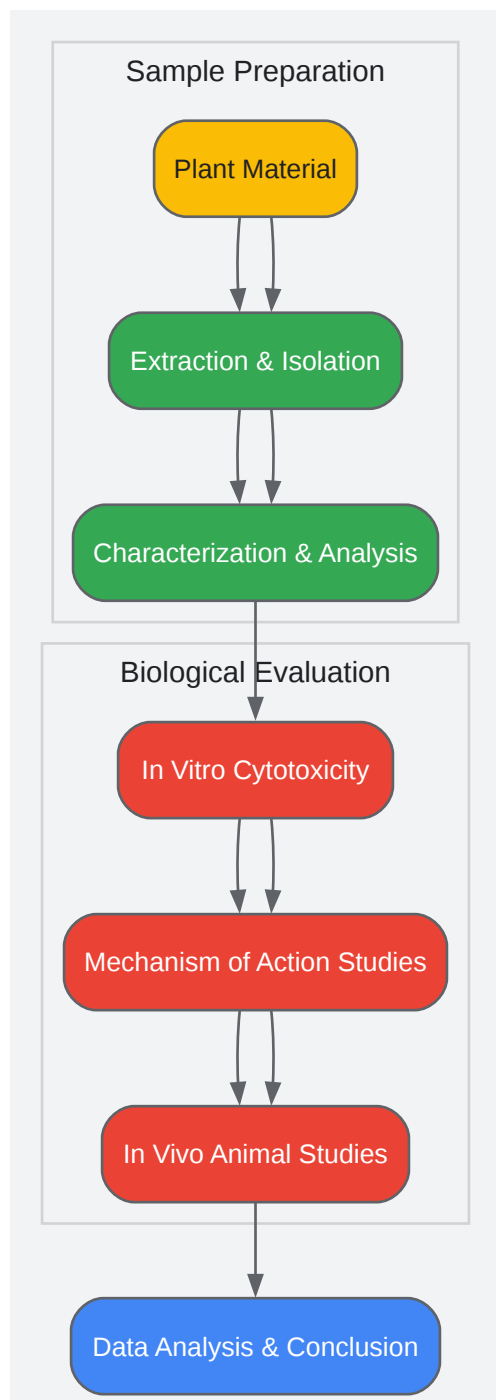 Sample Preparation
Plant Material
Extraction & Isolation
Characterization & Analysis
Biological Evaluation
In Vitro Cytotoxicity
Mechanism of Action Studies
In Vivo Animal Studies
Data Analysis & Conclusion